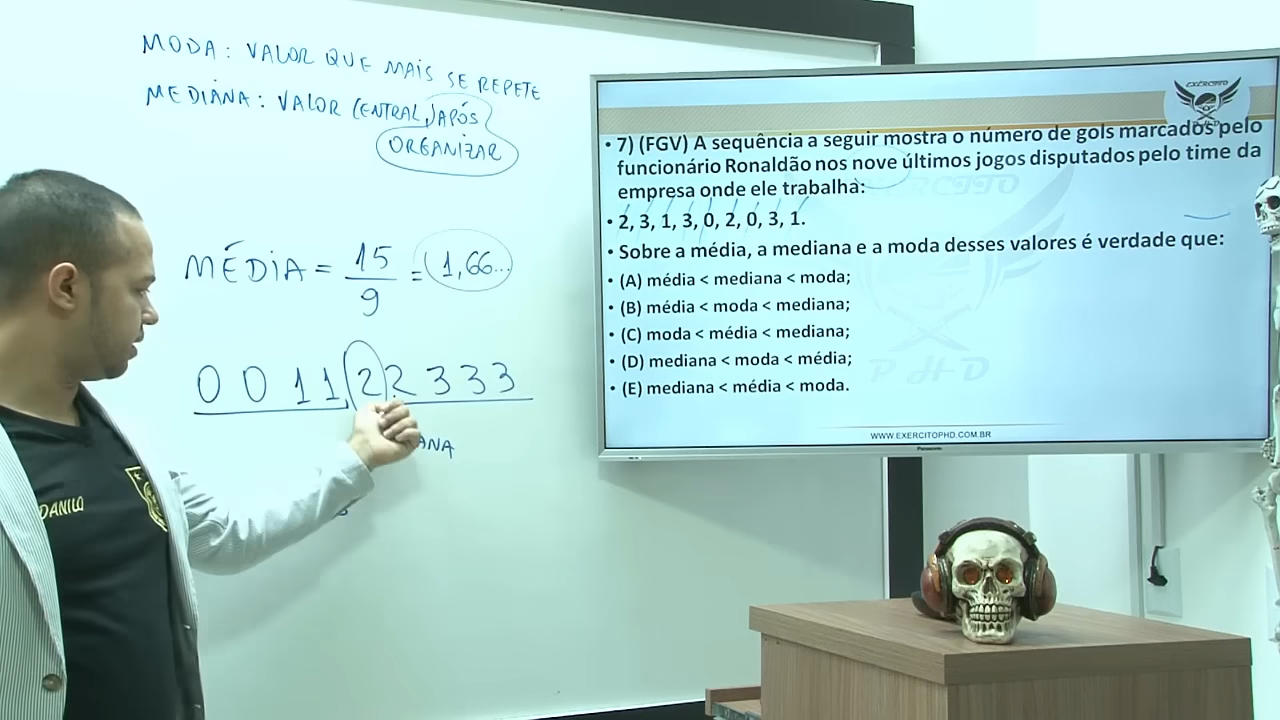 MODA: VALOR QUE MAIS SE REPETE
MEDIANA: VALOR CENTRAL, APÓS
ORGANIZAR
MÉDIA = 15/9 = 1,66...
0 0 1 1 2 2 3 3 3
ANA
DANILO
EXÉRCITO
PHD
• 7) (FGV) A sequência a seguir mostra o número de gols marcados pelo
funcionário Ronaldão nos nove últimos jogos disputados pelo time da
empresa onde ele trabalha:
• 2, 3, 1, 3, 0, 2, 0, 3, 1.
• Sobre a média, a mediana e a moda desses valores é verdade que:
• (A) média < mediana < moda;
• (B) média < moda < mediana;
• (C) moda < média < mediana;
• (D) mediana < moda < média;
• (E) mediana < média < moda.
WWW.EXERCITOPHD.COM.BR
Panasonic